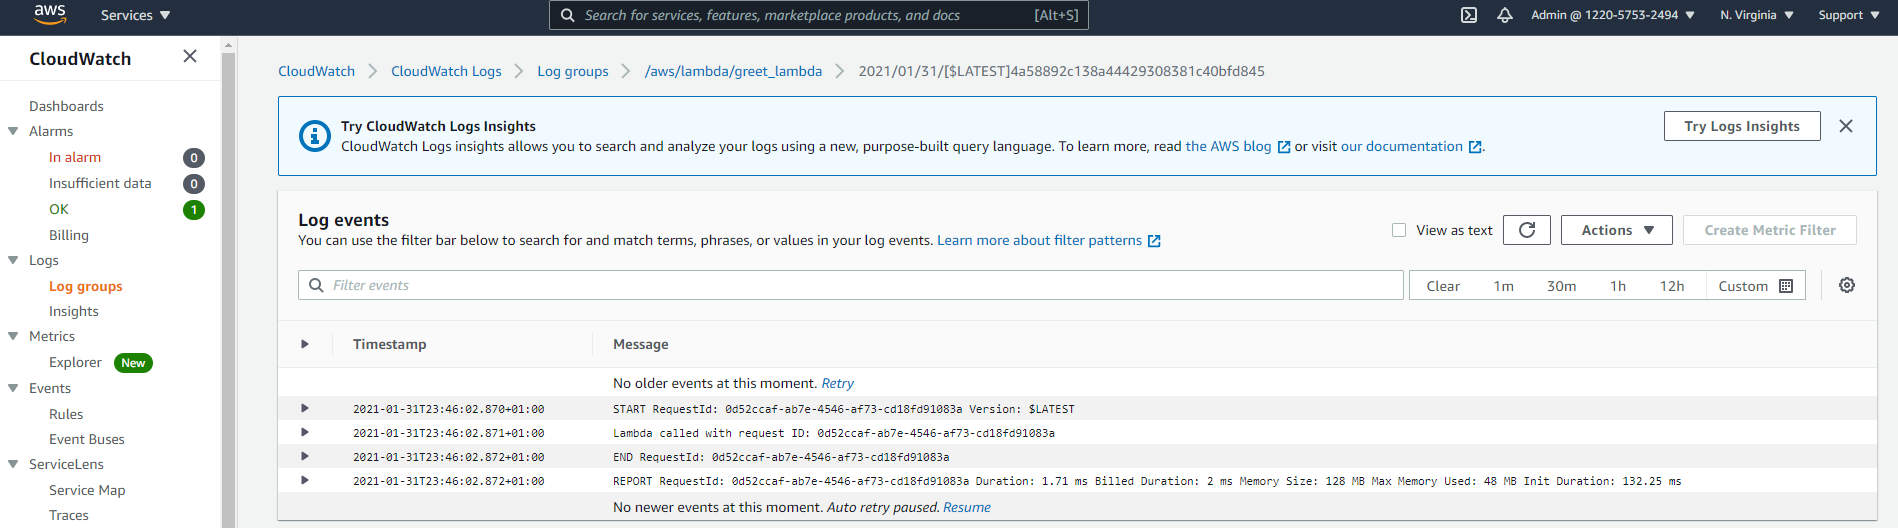 aws
Services
Search for services, features, marketplace products, and docs [Alt+S]
Admin @ 1220-5753-2494
N. Virginia
Support
CloudWatch
Dashboards
Alarms
In alarm 0
Insufficient data 0
OK 1
Billing
Logs
Log groups
Insights
Metrics
Explorer New
Events
Rules
Event Buses
ServiceLens
Service Map
Traces
CloudWatch CloudWatch Logs Log groups /aws/lambda/greet_lambda 2021/01/31/[$LATEST]4a58892c138a44429308381c40bfd845
Try CloudWatch Logs Insights
CloudWatch Logs insights allows you to search and analyze your logs using a new, purpose-built query language. To learn more, read the AWS blog or visit our documentation .
Try Logs Insights
Log events
You can use the filter bar below to search for and match terms, phrases, or values in your log events. Learn more about filter patterns
View as text
Actions
Create Metric Filter
Filter events
Clear 1m 30m 1h 12h Custom
Timestamp Message
No older events at this moment. Retry
2021-01-31T23:46:02.870+01:00 START RequestId: 0d52ccaf-ab7e-4546-af73-cd18fd91083a Version: $LATEST
2021-01-31T23:46:02.871+01:00 Lambda called with request ID: 0d52ccaf-ab7e-4546-af73-cd18fd91083a
2021-01-31T23:46:02.872+01:00 END RequestId: 0d52ccaf-ab7e-4546-af73-cd18fd91083a
2021-01-31T23:46:02.872+01:00 REPORT RequestId: 0d52ccaf-ab7e-4546-af73-cd18fd91083a Duration: 1.71 ms Billed Duration: 2 ms Memory Size: 128 MB Max Memory Used: 48 MB Init Duration: 132.25 ms
No newer events at this moment. Auto retry paused. Resume